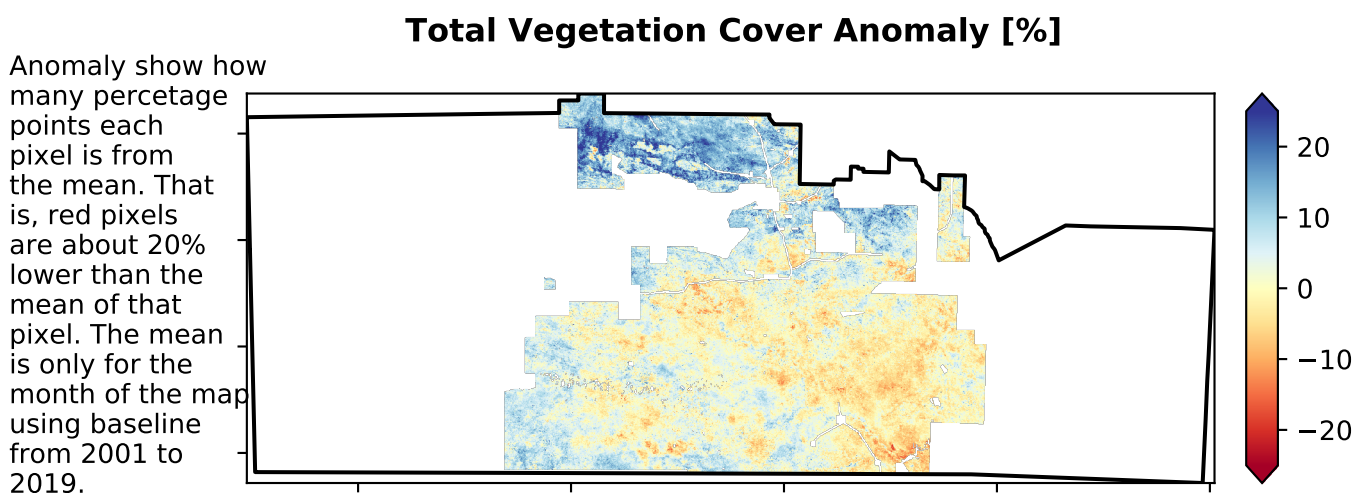 Total Vegetation Cover Anomaly [%]
Anomaly show how
many percetage
points each
pixel is from
the mean. That
is, red pixels
are about 20%
lower than the
mean of that
pixel. The mean
is only for the
month of the map
using baseline
from 2001 to
2019.
20
10
0
−10
−20